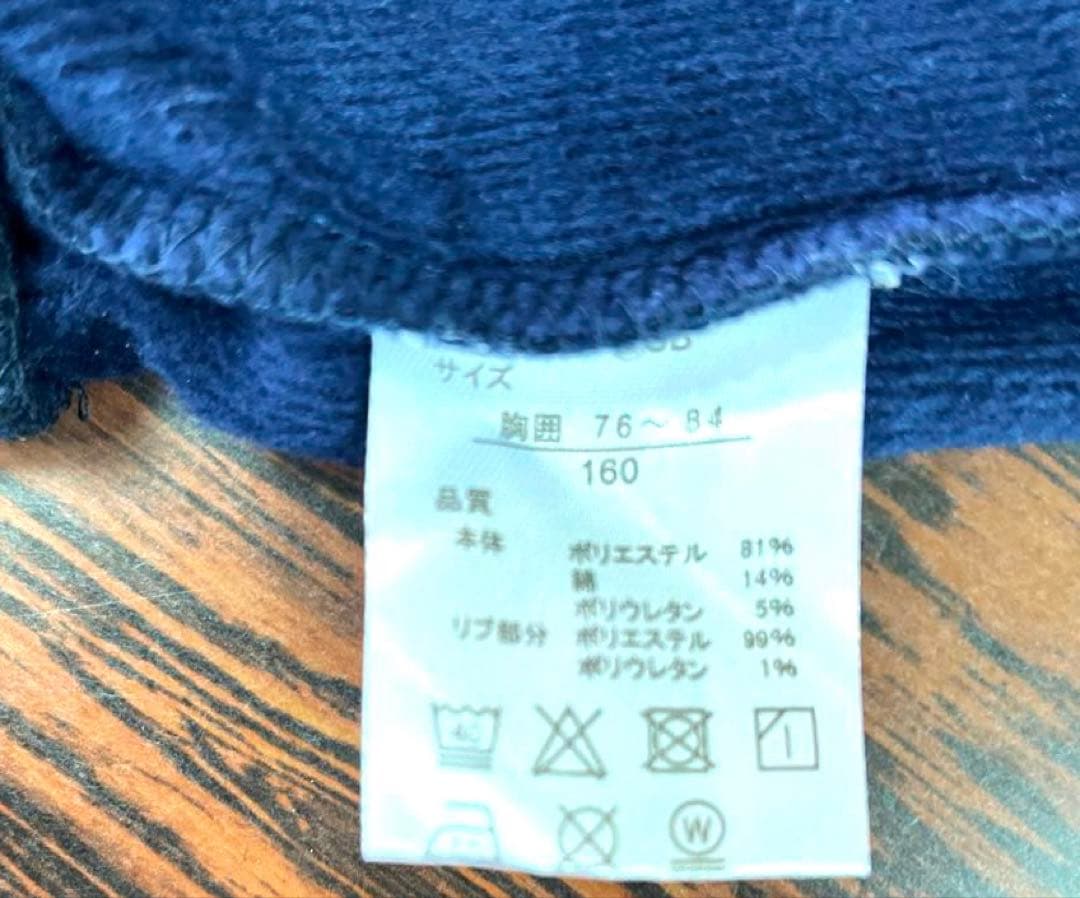 サイズ
胸囲 76～84
160
品質
本体 ポリエステル 81%
綿 14%
ポリウレタン 5%
リブ部分 ポリエステル 99%
ポリウレタン 1%
40
W